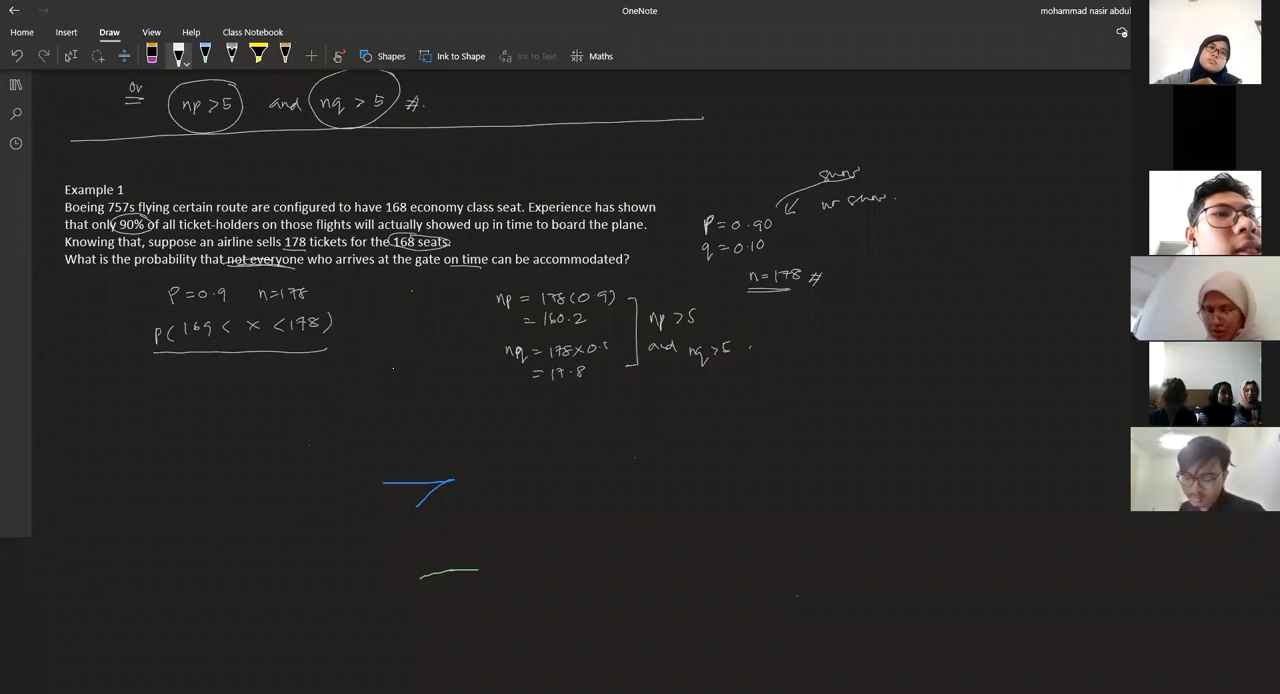 OneNote
mohammad nasir abdul
Home Insert Draw View Help Class Notebook
Shapes Ink to Shape Ink to Text Maths
or np > 5 and nq > 5 #.
Example 1
Boeing 757s flying certain route are configured to have 168 economy class seat. Experience has shown
that only 90% of all ticket-holders on those flights will actually showed up in time to board the plane.
Knowing that, suppose an airline sells 178 tickets for the 168 seats.
What is the probability that not everyone who arrives at the gate on time can be accommodated?
show
no show.
P = 0.90
q = 0.10
n = 178 #
P = 0.9 n = 178
P( 169 < x < 178)
np = 178(0.9)
= 160.2
nq = 178 × 0.1
= 17.8
np > 5
and nq > 5